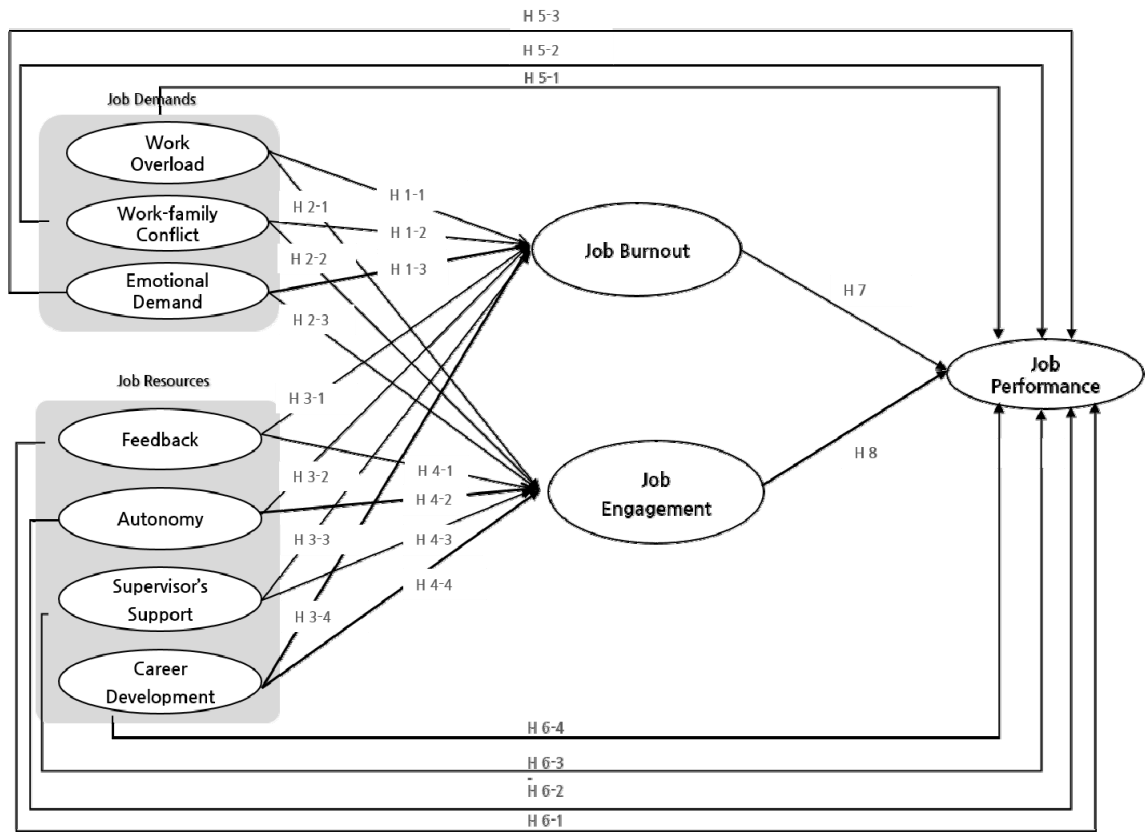 H 5-3
H 5-2
H 5-1
Job Demands
Work
Overload
H 1-1
H 2-1
Work-family
Conflict
H 1-2
Job Burnout
H 2-2
H 1-3
Emotional
Demand
H 7
H 2-3
Job
Performance
Job Resources
H 3-1
Feedback
H 8
H 4-1
H 3-2
Job
Engagement
H 4-2
Autonomy
H 3-3
H 4-3
Supervisor's
Support
H 4-4
H 3-4
Career
Development
H 6-4
H 6-3
H 6-2
H 6-1